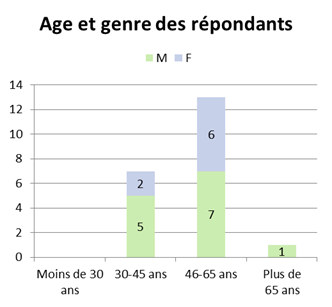 Age et genre des répondants
M F
14
12
10
8
6
4
2
0
6
2
7
5
1
Moins de 30 ans
30-45 ans
46-65 ans
Plus de 65 ans